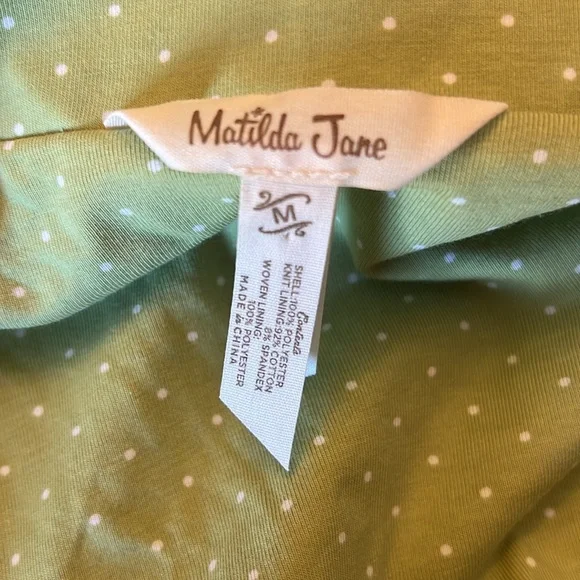 Matilda Jane
M
Contents
SHELL:100% POLYESTER
KNIT LINING:92% COTTON
8% SPANDEX
WOVEN LINING:
100% POLYESTER
MADE in CHINA